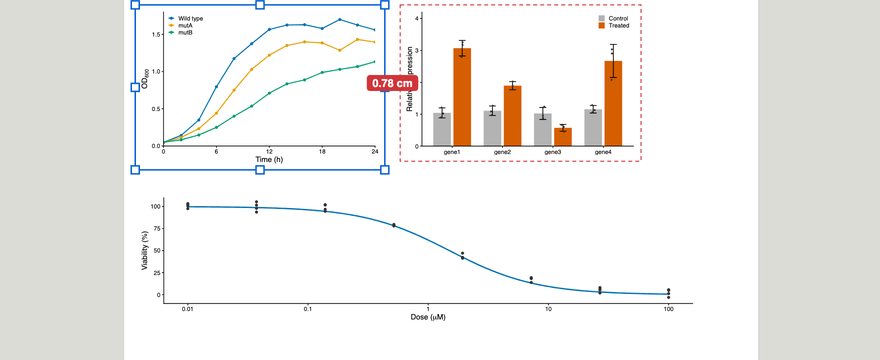 Wild type
mutA
mutB
OD600
1.5
1.0
0.5
0.0
0
6
12
18
24
Time (h)
0.78 cm
Control
Treated
4
3
2
1
0
gene1
gene2
gene3
gene4
Viability (%)
100
75
50
25
0
0.01
0.1
1
10
100
Dose (μM)